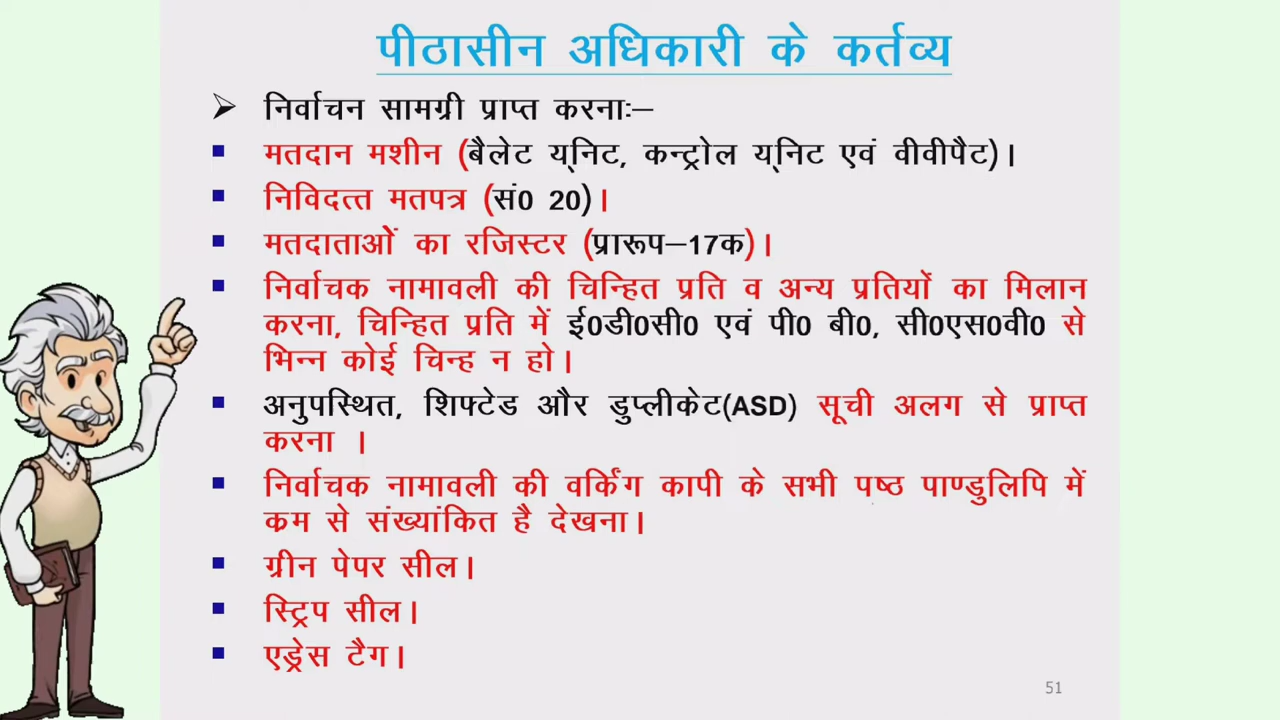 पीठासीन अधिकारी के कर्तव्य
➢ निर्वाचन सामग्री प्राप्त करनाः–
▪ मतदान मशीन (बैलेट यूनिट, कन्ट्रोल यूनिट एवं वीवीपैट)।
▪ निविदत्त मतपत्र (सं0 20)।
▪ मतदाताओं का रजिस्टर (प्रारूप–17क)।
▪ निर्वाचक नामावली की चिन्हित प्रति व अन्य प्रतियों का मिलान
करना, चिन्हित प्रति में ई0डी0सी0 एवं पी0 बी0, सी0एस0वी0 से
भिन्न कोई चिन्ह न हो।
▪ अनुपस्थित, शिफ्टेड और डुप्लीकेट(ASD) सूची अलग से प्राप्त
करना ।
▪ निर्वाचक नामावली की वर्किंग कापी के सभी पष्ठ पाण्डुलिपि में
कम से संख्यांकित है देखना।
▪ ग्रीन पेपर सील।
▪ स्ट्रिप सील।
▪ एड्रेस टैग।
51